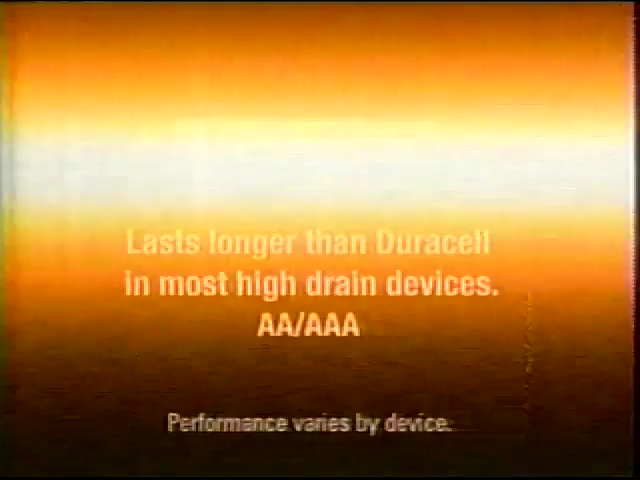 Lasts longer than Duracell
in most high drain devices.
AA/AAA
Performance varies by device.